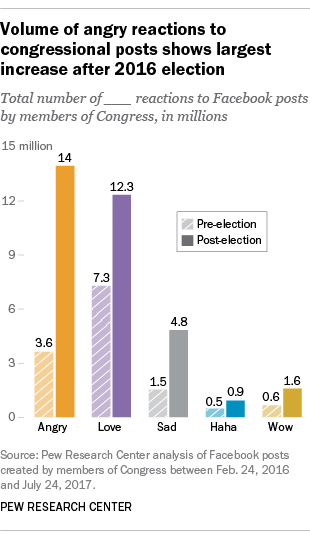 Volume of angry reactions to
congressional posts shows largest
increase after 2016 election
Total number of ____ reactions to Facebook posts
by members of Congress, in millions
15 million
12
9
6
3
0
Pre-election
Post-election
3.6
14
7.3
12.3
1.5
4.8
0.5
0.9
0.6
1.6
Angry
Love
Sad
Haha
Wow
Source: Pew Research Center analysis of Facebook posts
created by members of Congress between Feb. 24, 2016
and July 24, 2017.
PEW RESEARCH CENTER